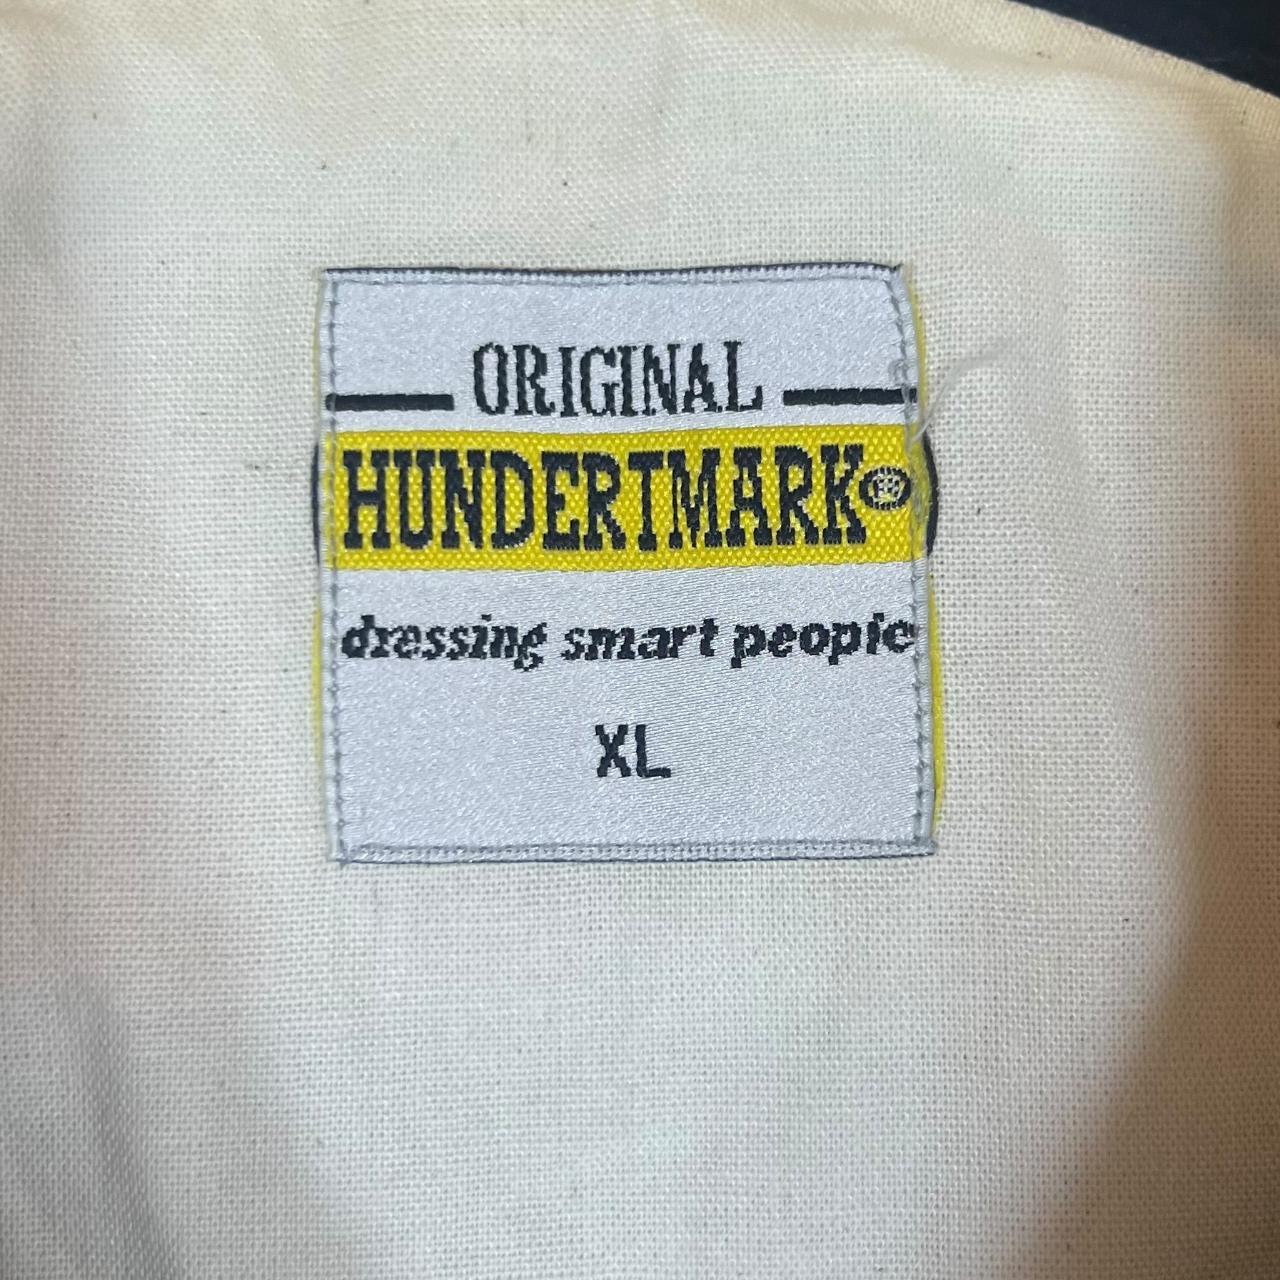 ORIGINAL
HUNDERTMARK®
dressing smart people
XL